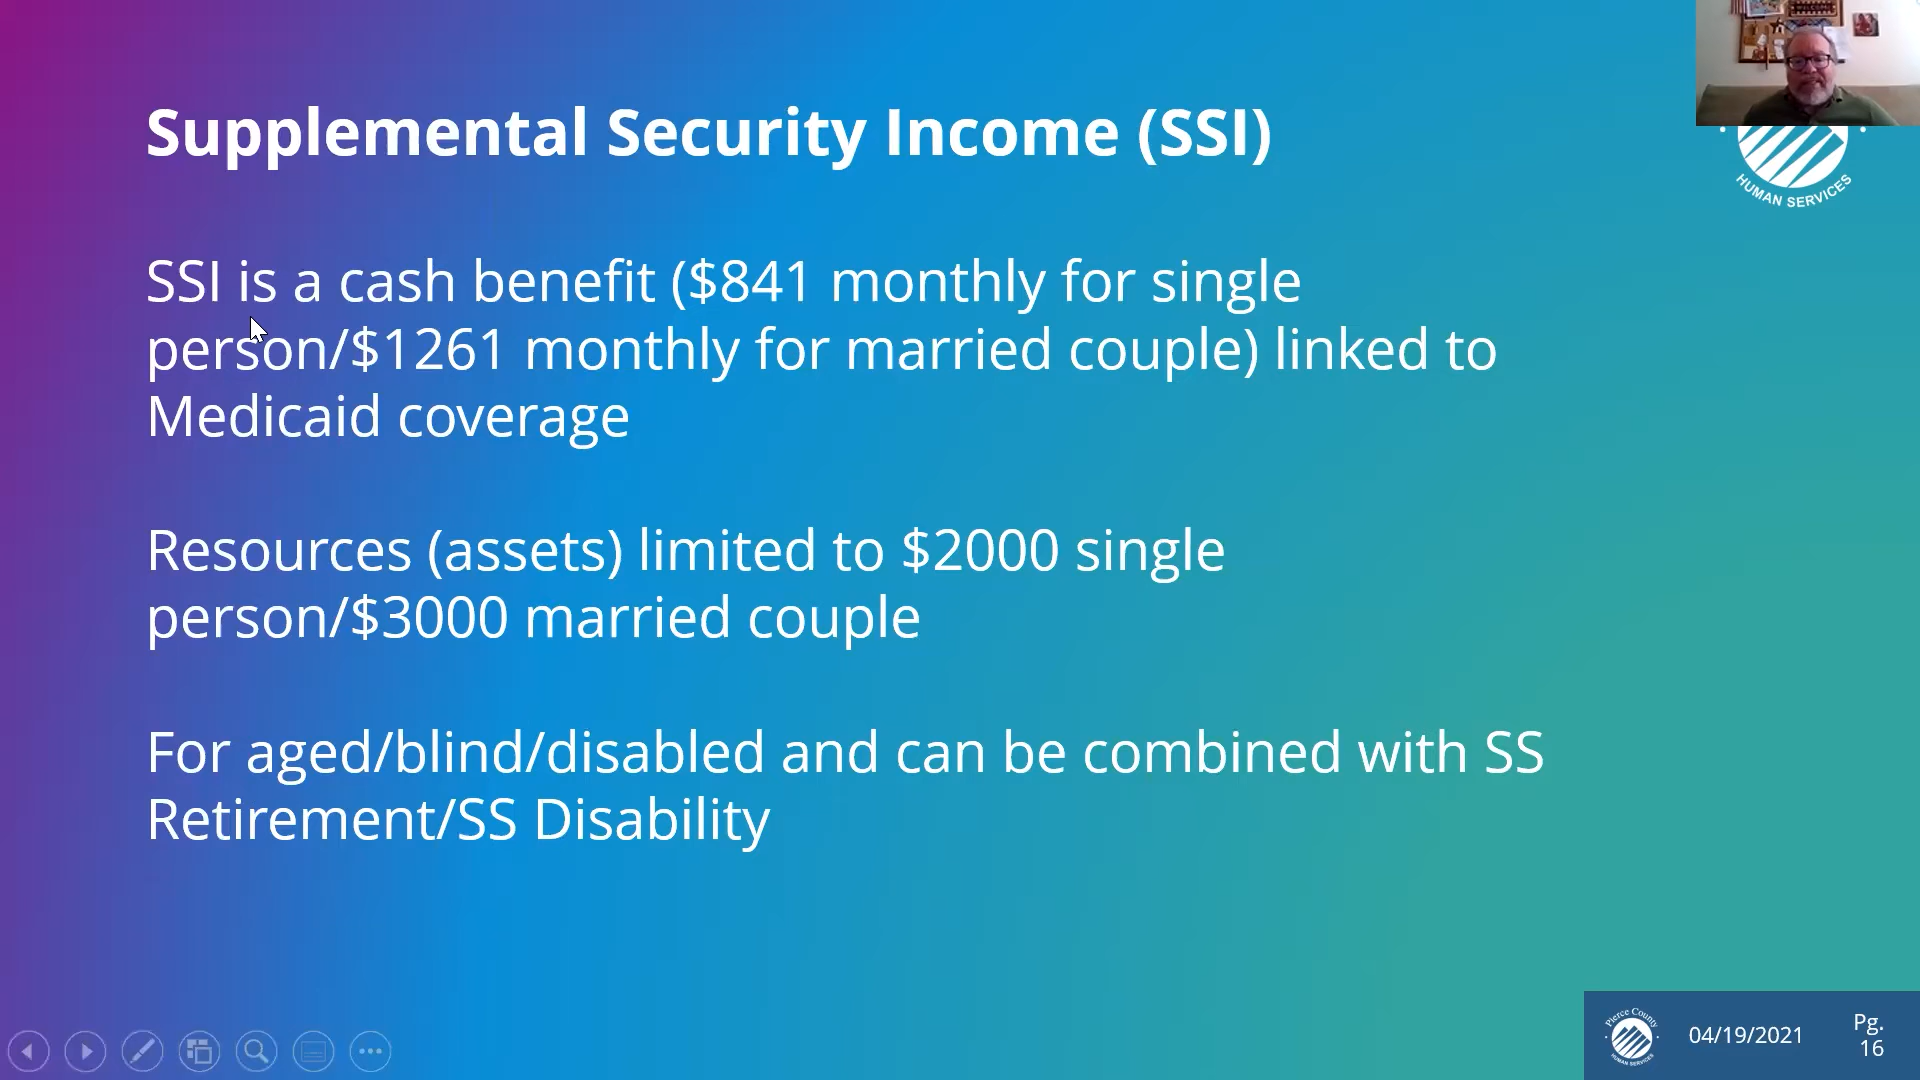 Supplemental Security Income (SSI)
HUMAN SERVICES
SSI is a cash benefit ($841 monthly for single
person/$1261 monthly for married couple) linked to
Medicaid coverage
Resources (assets) limited to $2000 single
person/$3000 married couple
For aged/blind/disabled and can be combined with SS
Retirement/SS Disability
Pierce County
HUMAN SERVICES
04/19/2021
Pg.
16